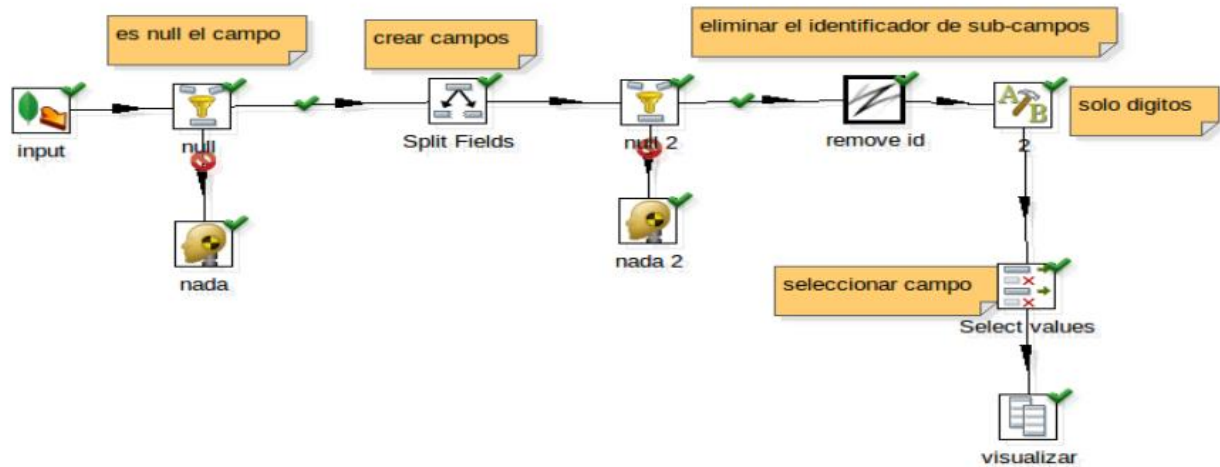 es null el campo
crear campos
eliminar el identificador de sub-campos
input
null
Split Fields
null 2
remove id
2
solo digitos
nada
nada 2
seleccionar campo
Select values
visualizar